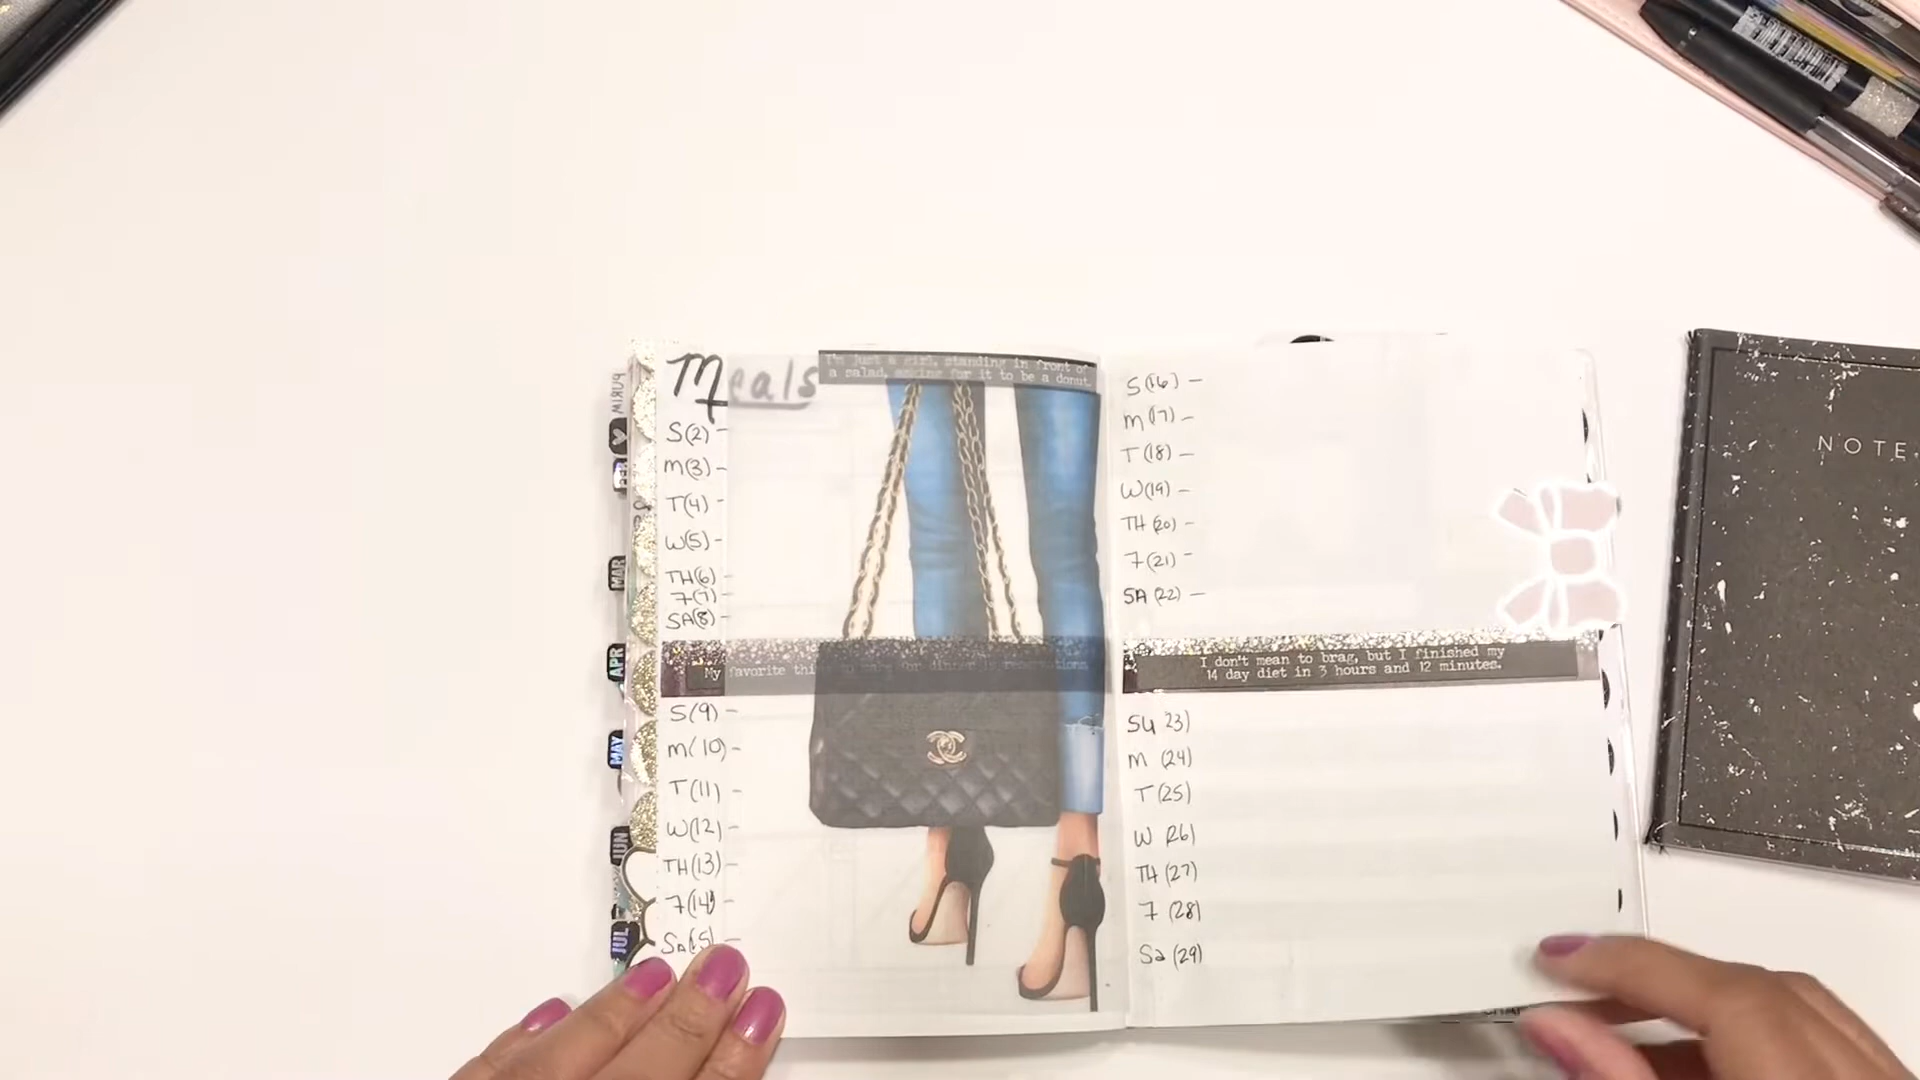 Meals
I'm just a girl, standing in front of
a salad, asking for it to be a donut.
S(2) -
M(3) -
T(4) -
W(5) -
TH(6) -
F(7) -
SA(8) -
My favorite thing to make for dinner is reservations
S(9) -
M(10) -
T(11) -
W(12) -
TH(13) -
F(14) -
SA(15) -
S(16) -
M(17) -
T(18) -
W(19) -
TH(20) -
F(21) -
SA(22) -
I don't mean to brag, but I finished my
14 day diet in 3 hours and 12 minutes.
SU 23)
M (24)
T (25)
W (26)
TH (27)
F (28)
Sa (29)
MAR
APR
MAY
JUN
JUL
NOTE